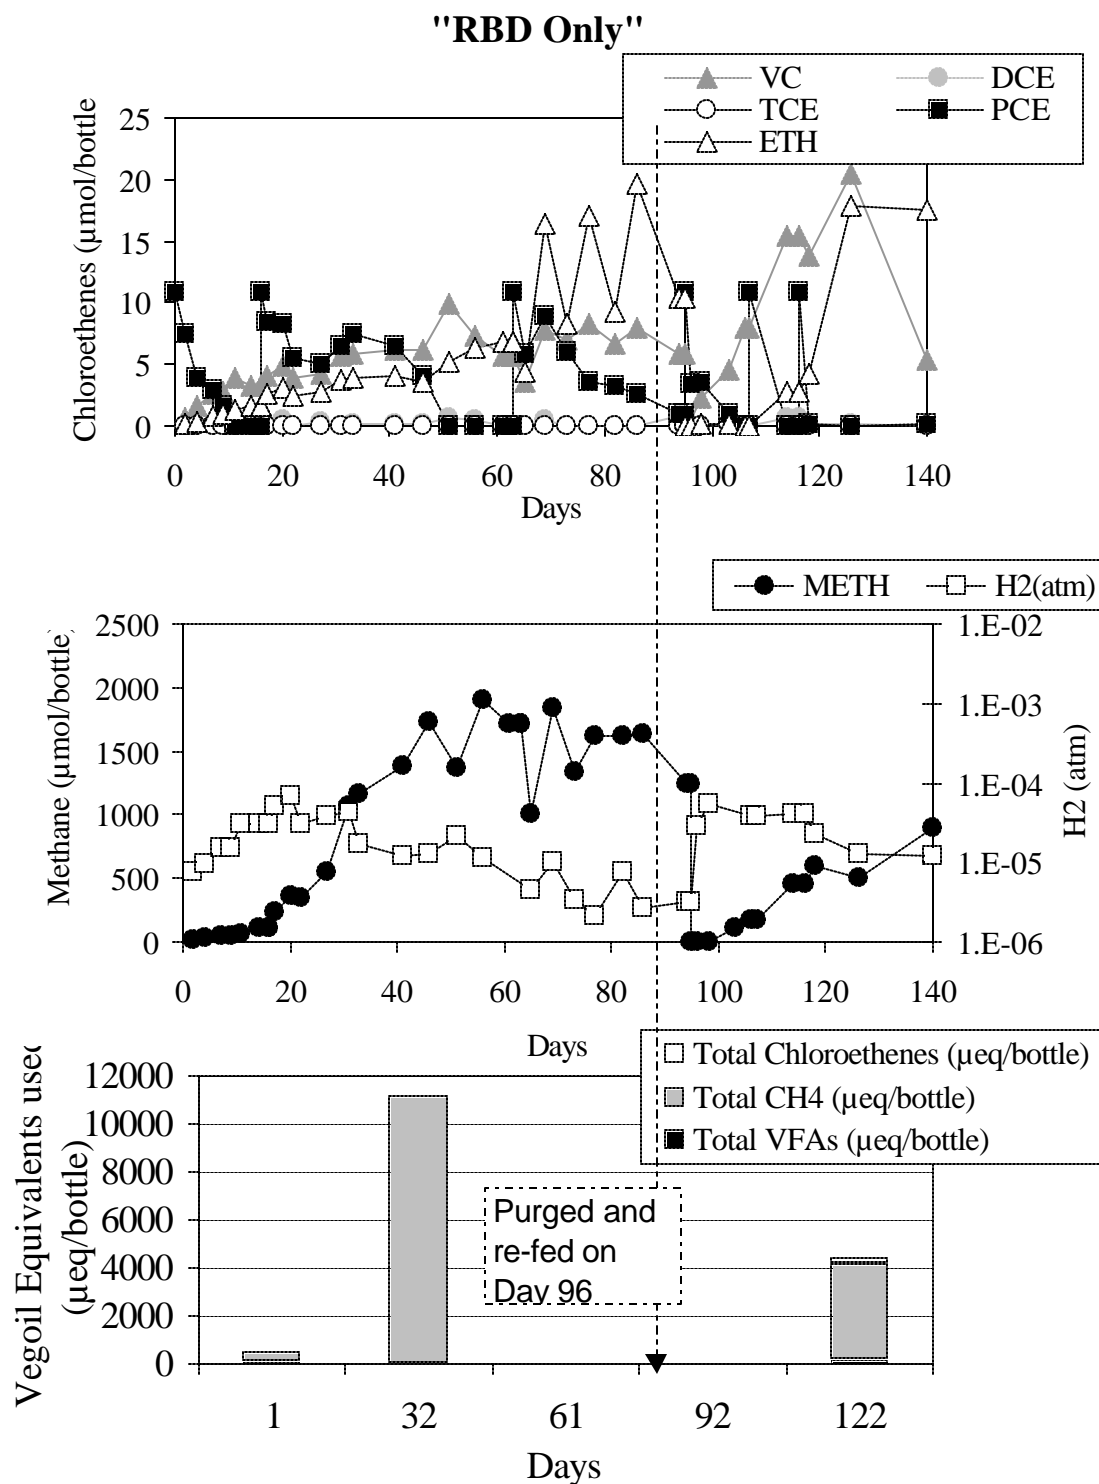 "RBD Only"
VC DCE
TCE PCE
ETH
Chloroethenes (µmol/bottle
25
20
15
10
5
0
0 20 40 60 80 100 120 140
Days
METH H2(atm)
Methane (µmol/bottle)
2500
2000
1500
1000
500
0
1.E-02
1.E-03
1.E-04
1.E-05
1.E-06
H2 (atm)
0 20 40 60 80 100 120 140
Days
Total Chloroethenes (µeq/bottle)
Total CH4 (µeq/bottle)
Total VFAs (µeq/bottle)
Vegoil Equivalents used
(µeq/bottle)
12000
10000
8000
6000
4000
2000
0
Purged and
re-fed on
Day 96
1 32 61 92 122
Days